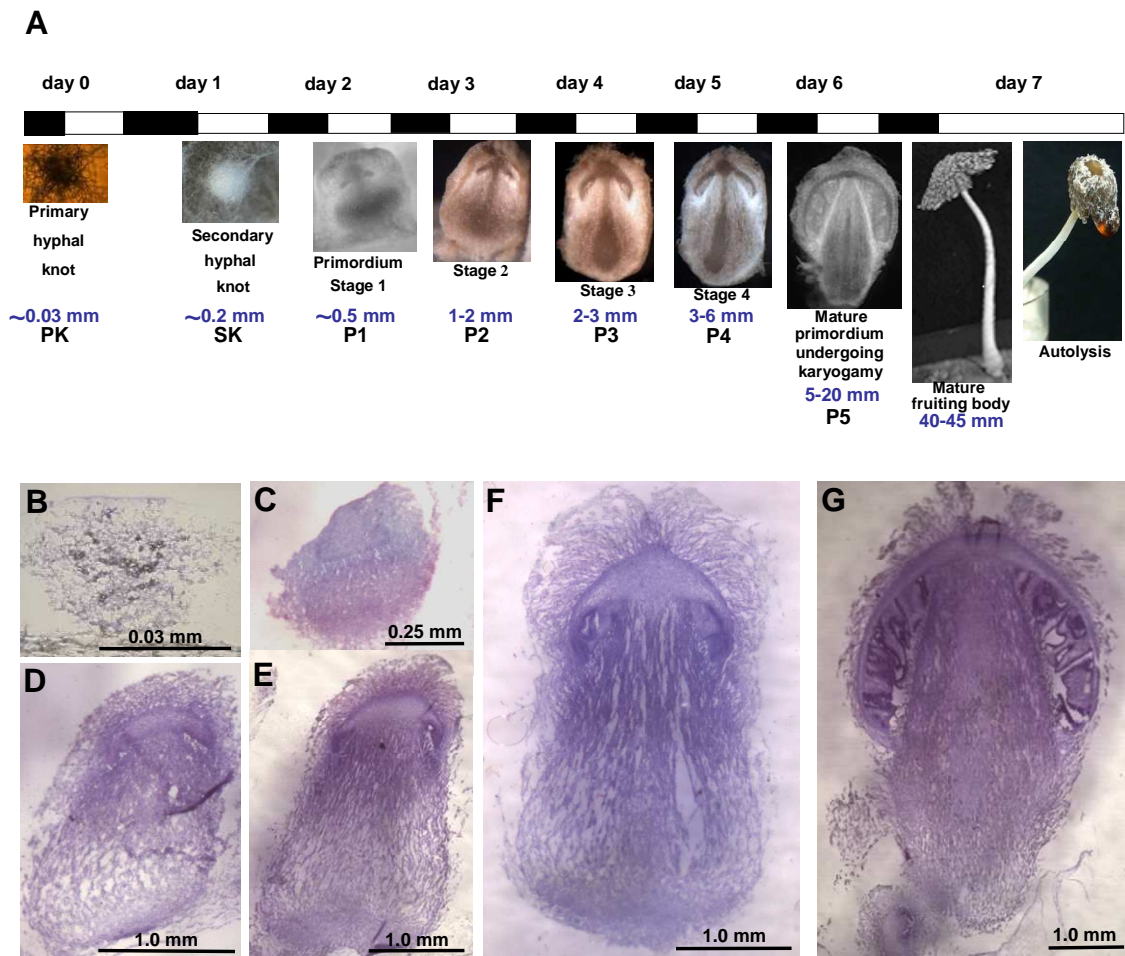 A
day 0 day 1 day 2 day 3 day 4 day 5 day 6 day 7
Primary
hyphal
knot
~0.03 mm
PK
Secondary
hyphal
knot
~0.2 mm
SK
Primordium
Stage 1
~0.5 mm
P1
Stage 2
1-2 mm
P2
Stage 3
2-3 mm
P3
Stage 4
3-6 mm
P4
Mature
primordium
undergoing
karyogamy
5-20 mm
P5
Mature
fruiting body
40-45 mm
Autolysis
B
0.03 mm
C
0.25 mm
D
1.0 mm
E
1.0 mm
F
1.0 mm
G
1.0 mm